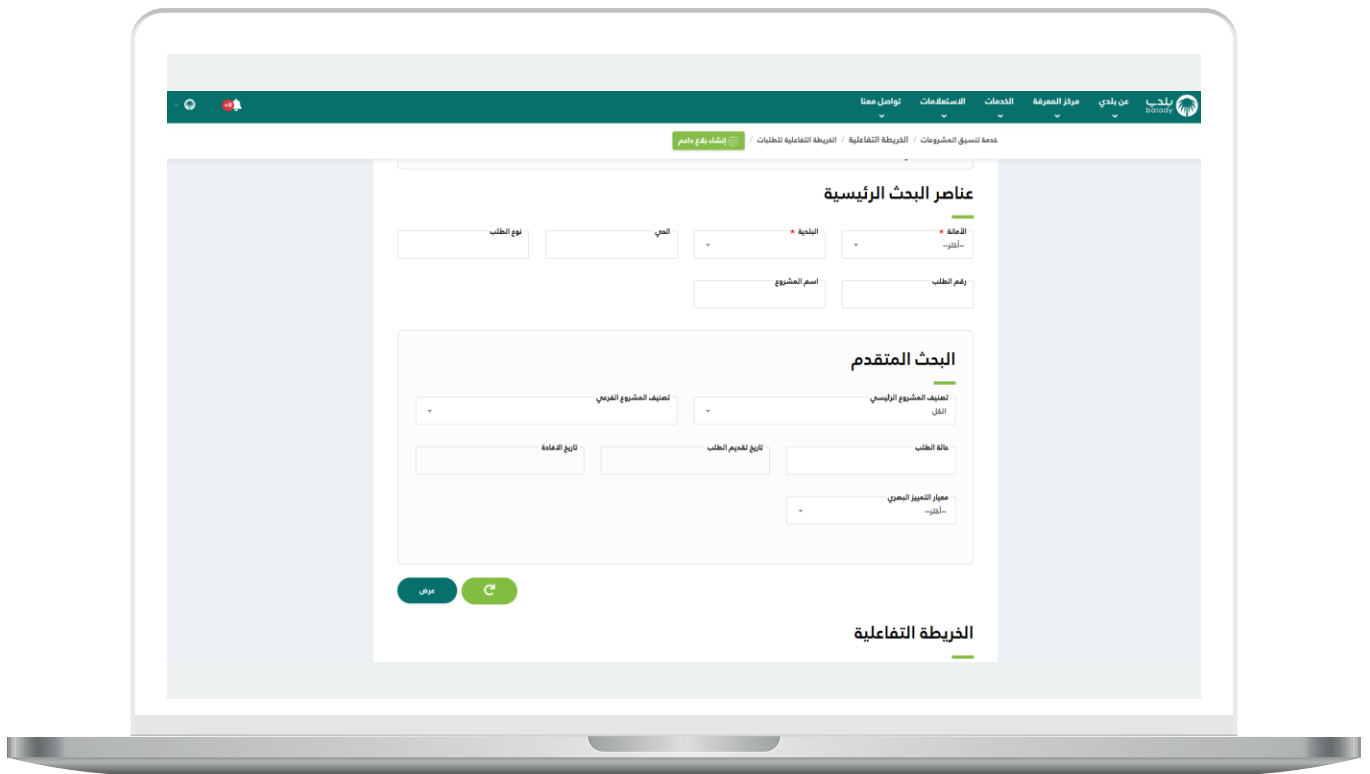 بلدي balady عن بلدي مركز المعرفة الخدمات الاستعلامات تواصل معنا
خدمة تنسيق المشروعات / الخريطة التفاعلية / الخريطة التفاعلية للطلبات / إنشاء بلاغ داعم
عناصر البحث الرئيسية
الأمانة * البلدية * الحي نوع الطلب
--أختر--
رقم الطلب اسم المشروع
البحث المتقدم
تصنيف المشروع الرئيسي تصنيف المشروع الفرعي
الكل
حالة الطلب تاريخ تقديم الطلب تاريخ الافادة
معيار التمييز البصري
--أختر--
عرض
الخريطة التفاعلية